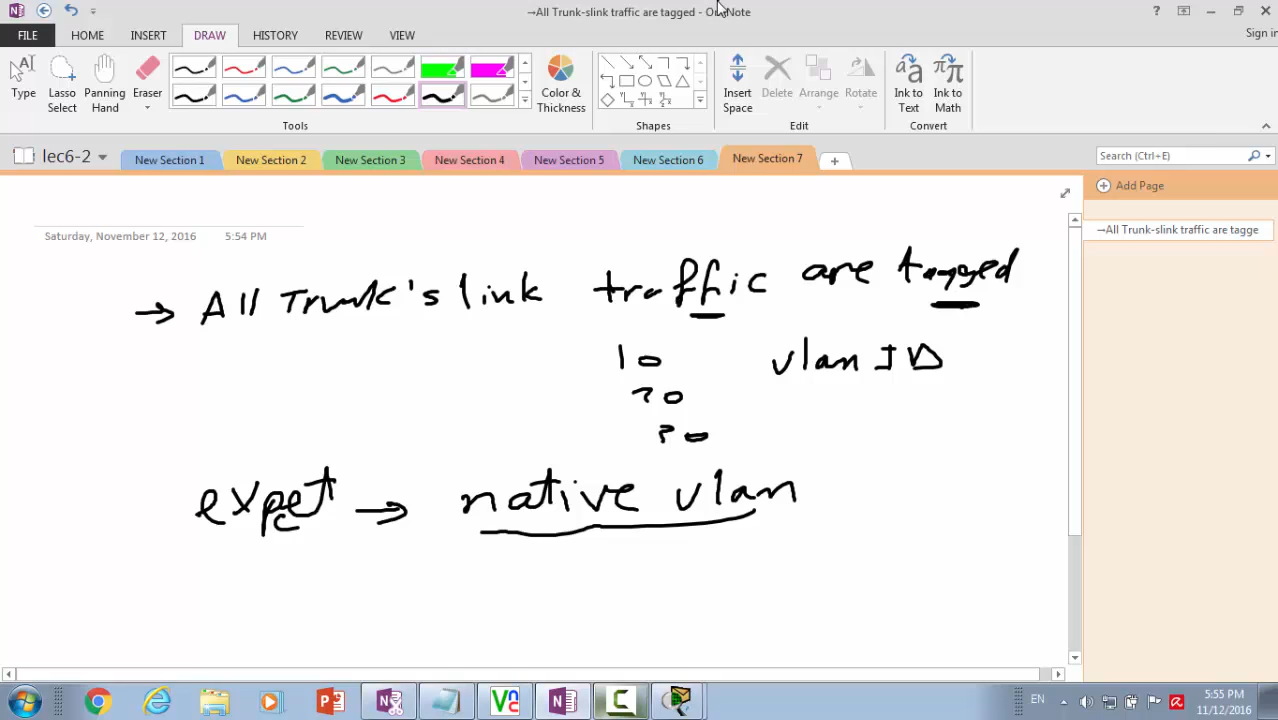 →All Trunk-slink traffic are tagged - OneNote
FILE HOME INSERT DRAW HISTORY REVIEW VIEW
Sign in
Type Lasso Select Panning Hand Eraser
Color & Thickness
Insert Space Delete Arrange Rotate
Ink to Text Ink to Math
Tools Shapes Edit Convert
lec6-2 New Section 1 New Section 2 New Section 3 New Section 4 New Section 5 New Section 6 New Section 7
Search (Ctrl+E)
Add Page
→All Trunk-slink traffic are tagge
Saturday, November 12, 2016 5:54 PM
→ All Trunk's link traffic are tagged
10 vlan ID
20
expect → native vlan
EN 5:55 PM
11/12/2016